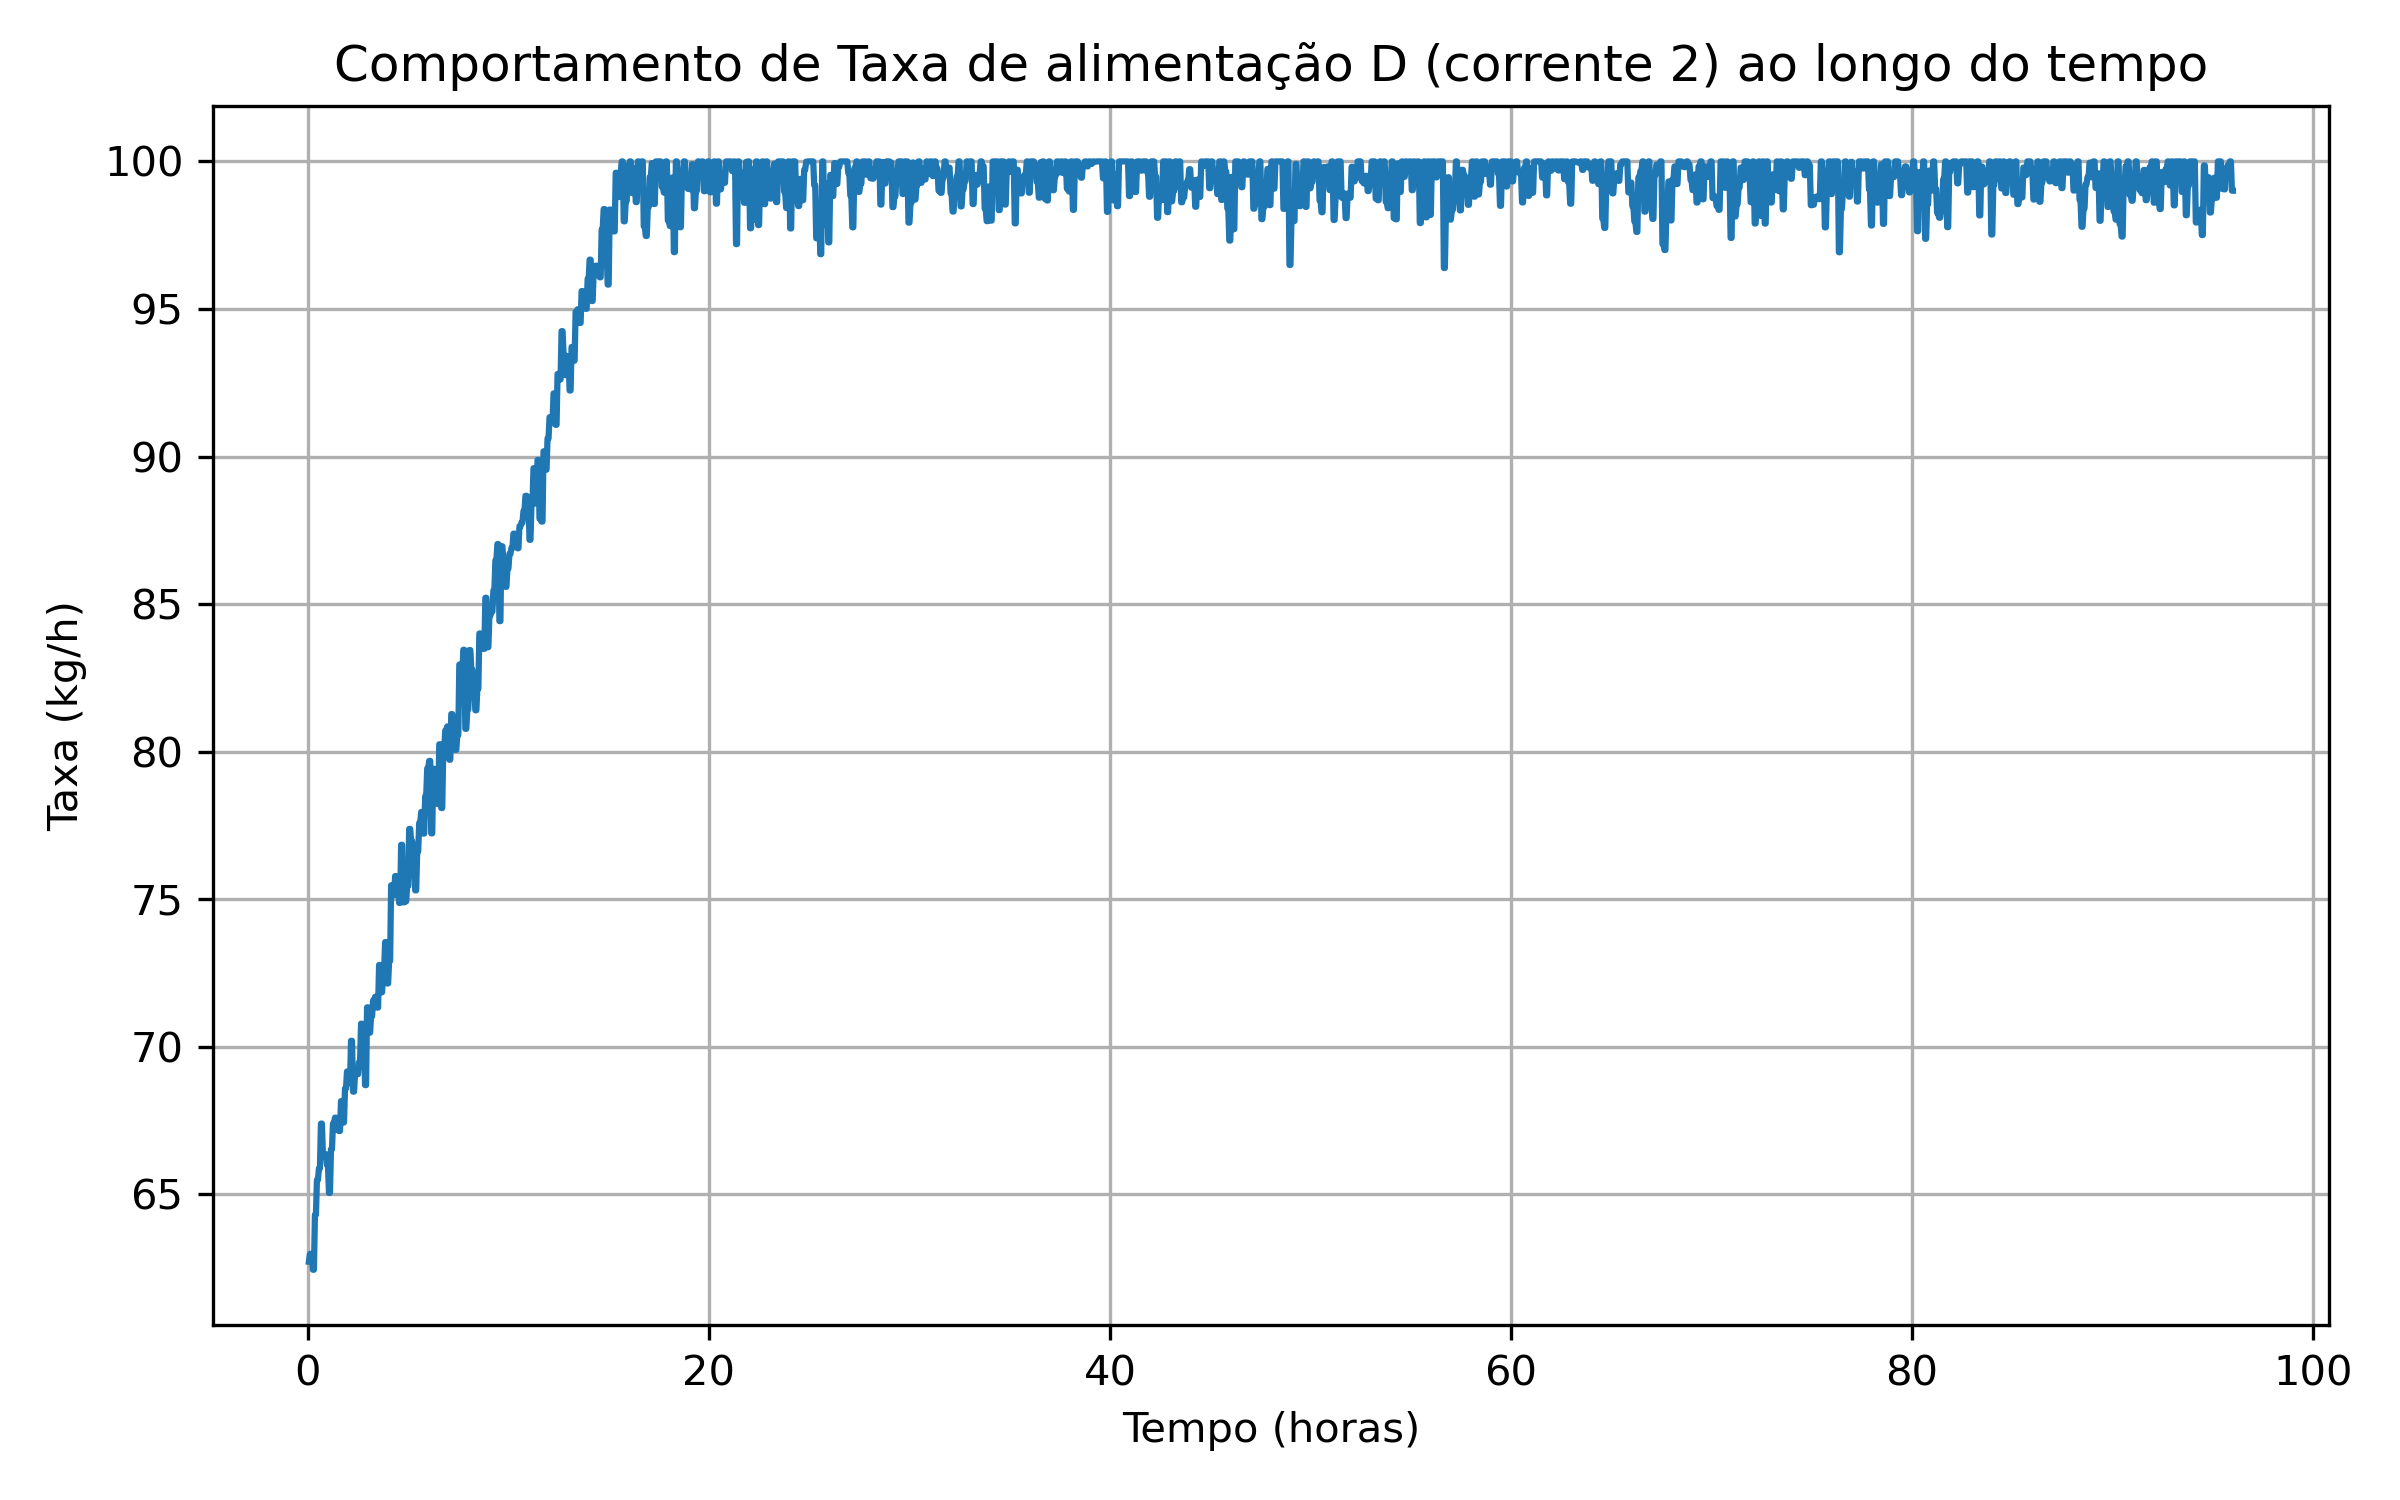 Comportamento de Taxa de alimentação D (corrente 2) ao longo do tempo
100
95
90
85
80
75
70
65
Taxa (kg/h)
0 20 40 60 80 100
Tempo (horas)